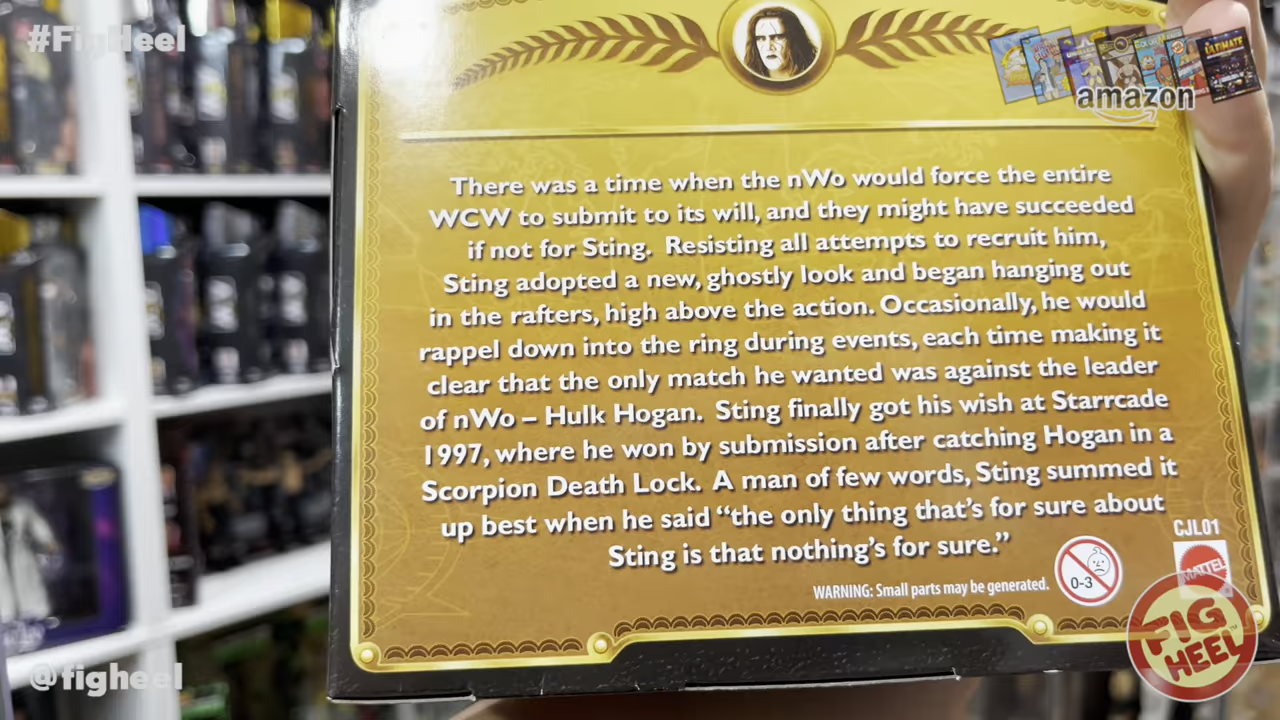 #FigHeel
ULTIMATE
amazon
There was a time when the nWo would force the entire
WCW to submit to its will, and they might have succeeded
if not for Sting. Resisting all attempts to recruit him,
Sting adopted a new, ghostly look and began hanging out
in the rafters, high above the action. Occasionally, he would
rappel down into the ring during events, each time making it
clear that the only match he wanted was against the leader
of nWo – Hulk Hogan. Sting finally got his wish at Starrcade
1997, where he won by submission after catching Hogan in a
Scorpion Death Lock. A man of few words, Sting summed it
up best when he said “the only thing that’s for sure about
Sting is that nothing’s for sure.”
CJL01
MATTEL
0-3
WARNING: Small parts may be generated.
FIG
HEEL™
@figheel